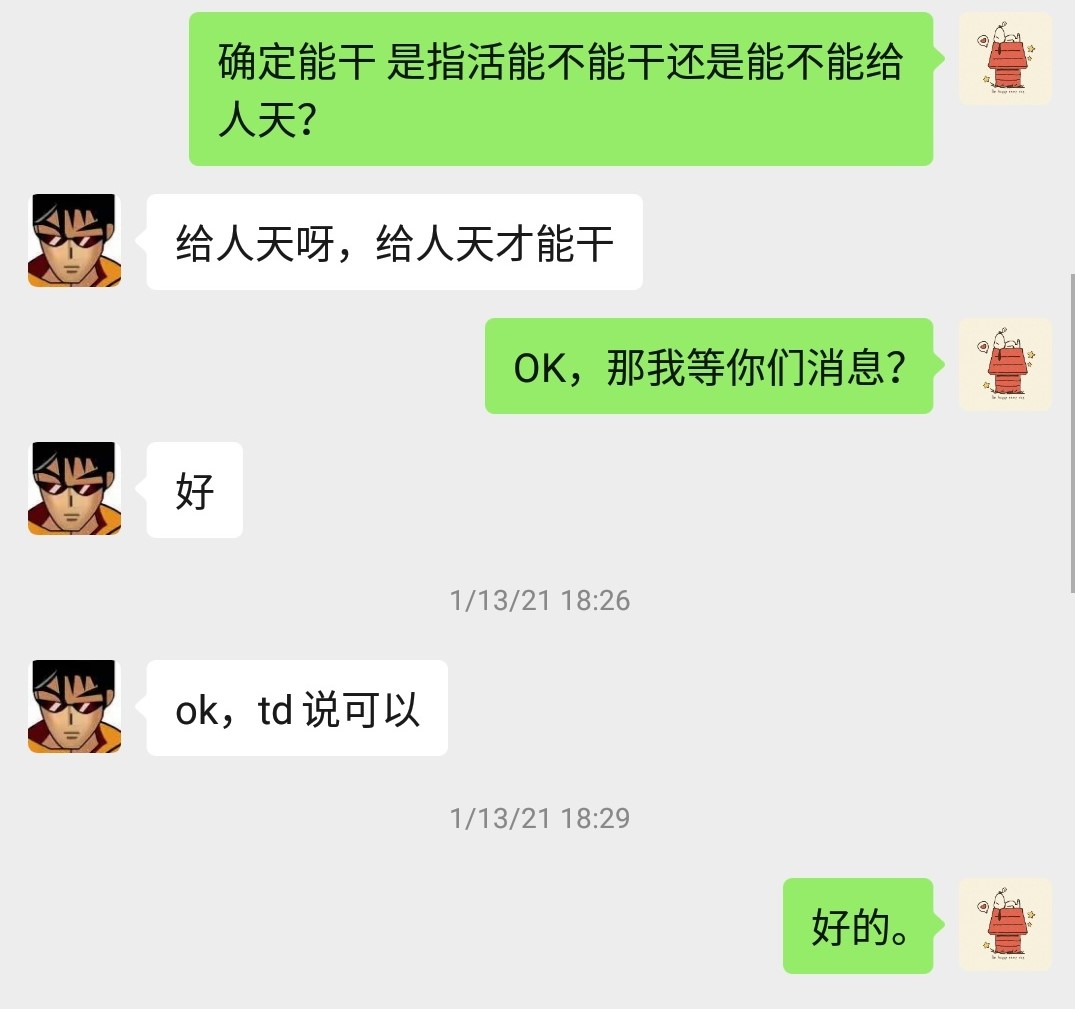 确定能干 是指活能不能干还是能不能给
人天？
给人天呀，给人天才能干
OK，那我等你们消息？
好
1/13/21 18:26
ok，td 说可以
1/13/21 18:29
好的。